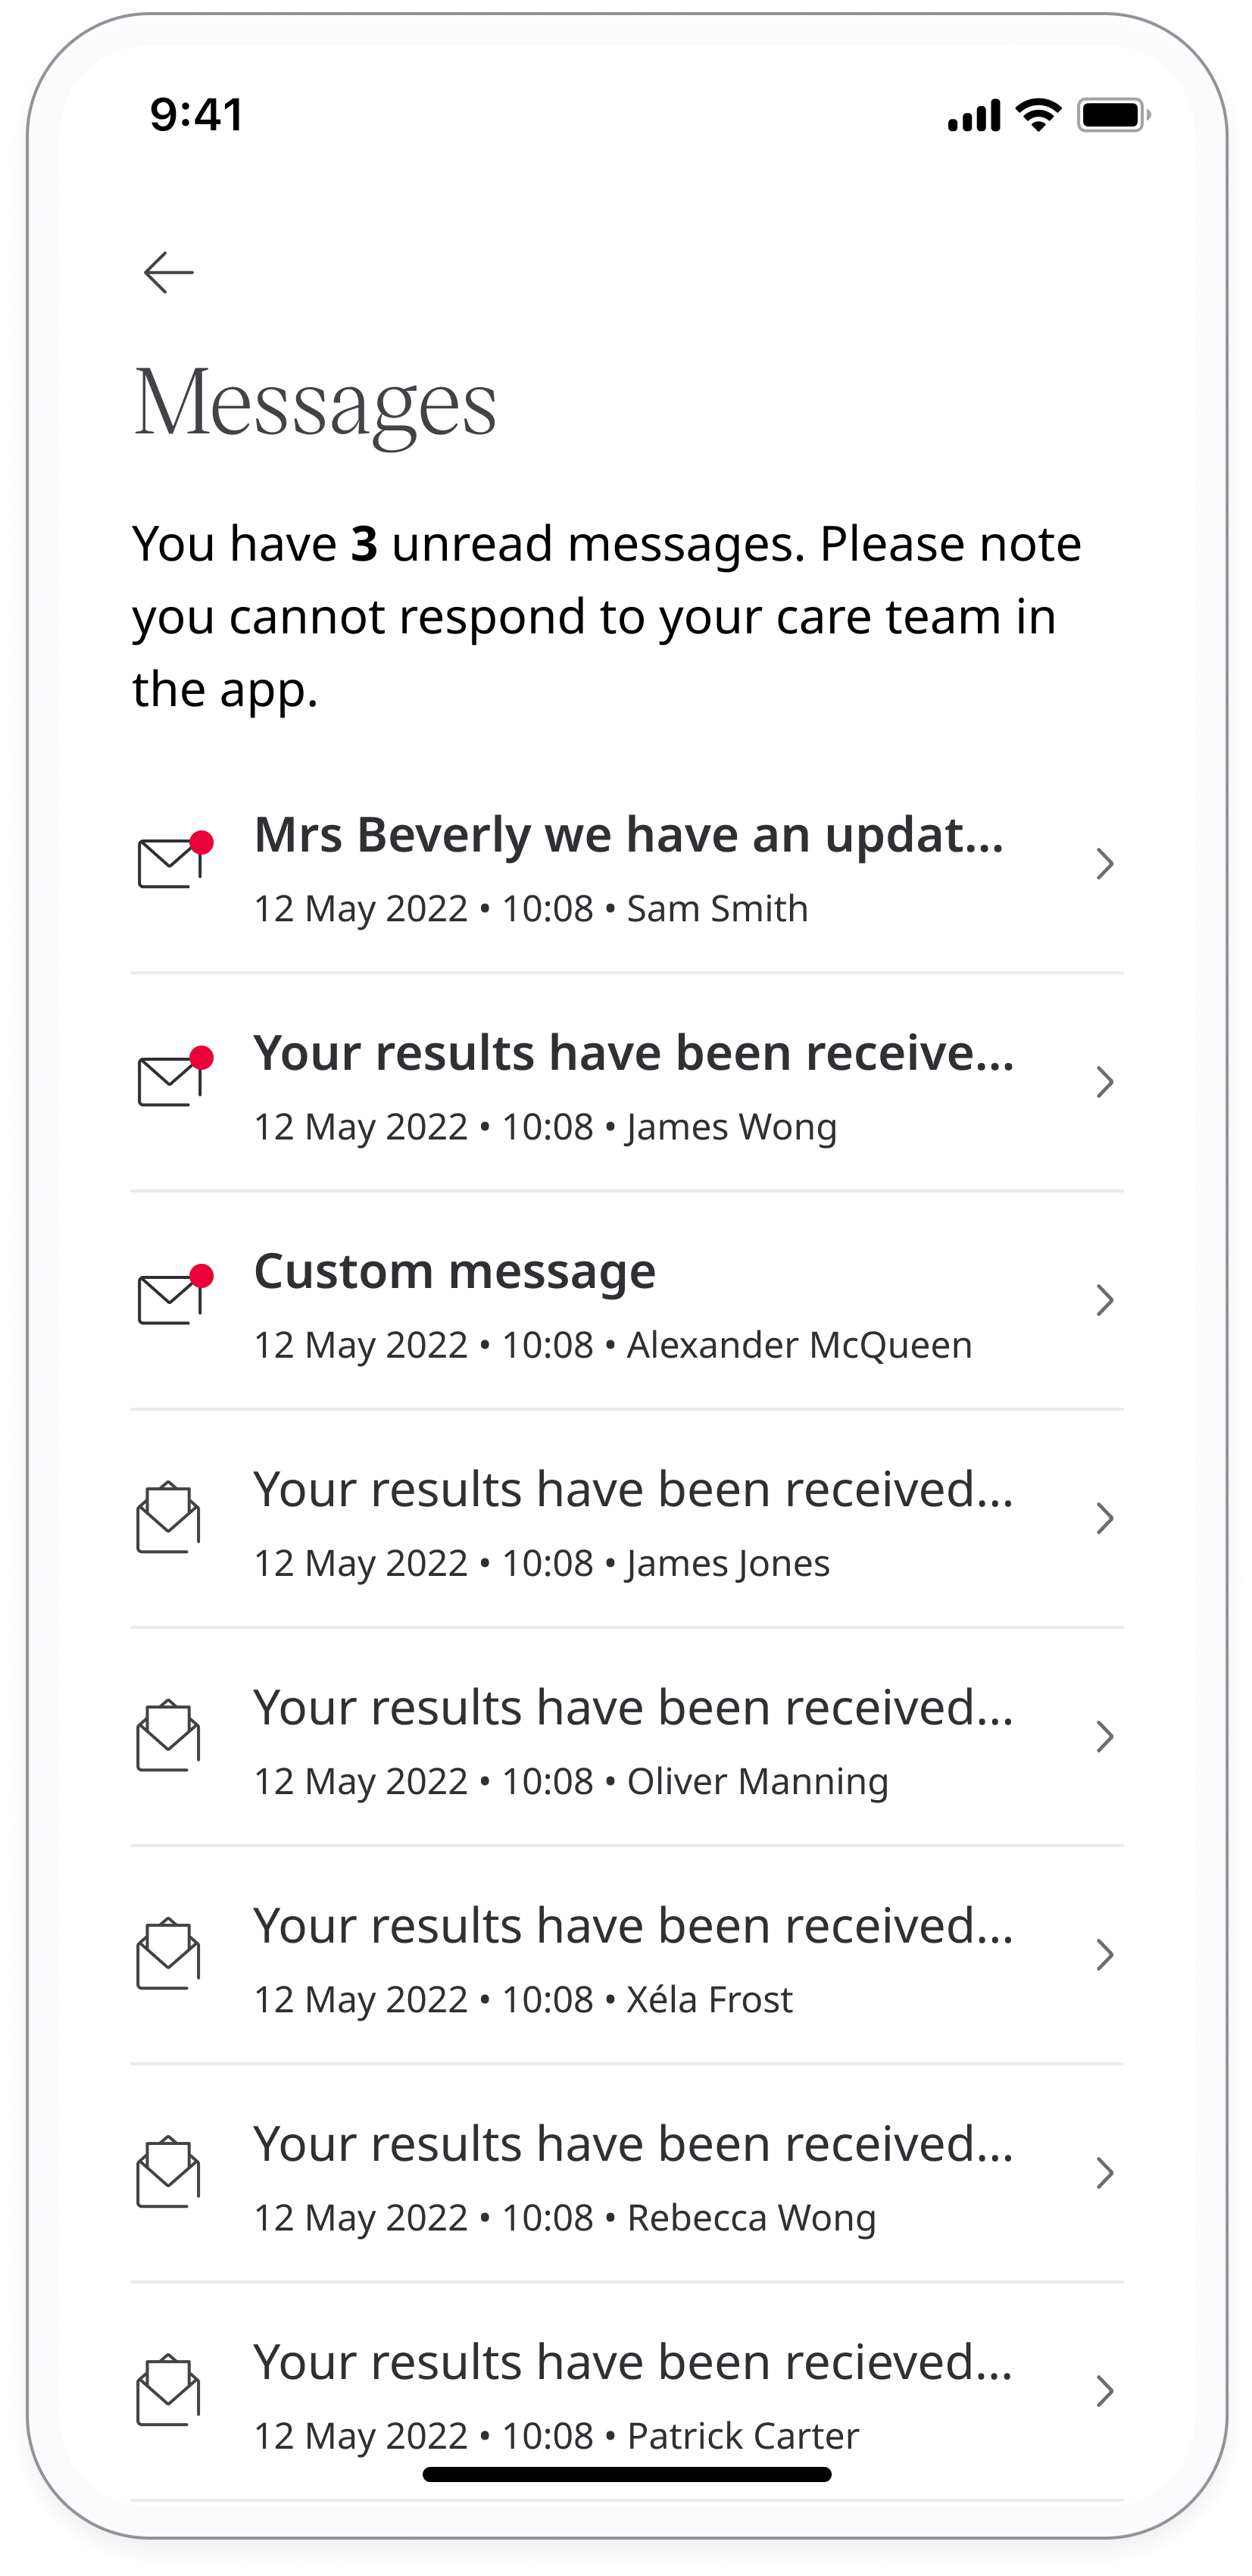 9:41
Messages
You have 3 unread messages. Please note
you cannot respond to your care team in
the app.
Mrs Beverly we have an updat...
12 May 2022 • 10:08 • Sam Smith
Your results have been receive...
12 May 2022 • 10:08 • James Wong
Custom message
12 May 2022 • 10:08 • Alexander McQueen
Your results have been received...
12 May 2022 • 10:08 • James Jones
Your results have been received...
12 May 2022 • 10:08 • Oliver Manning
Your results have been received...
12 May 2022 • 10:08 • Xéla Frost
Your results have been received...
12 May 2022 • 10:08 • Rebecca Wong
Your results have been recieved...
12 May 2022 • 10:08 • Patrick Carter